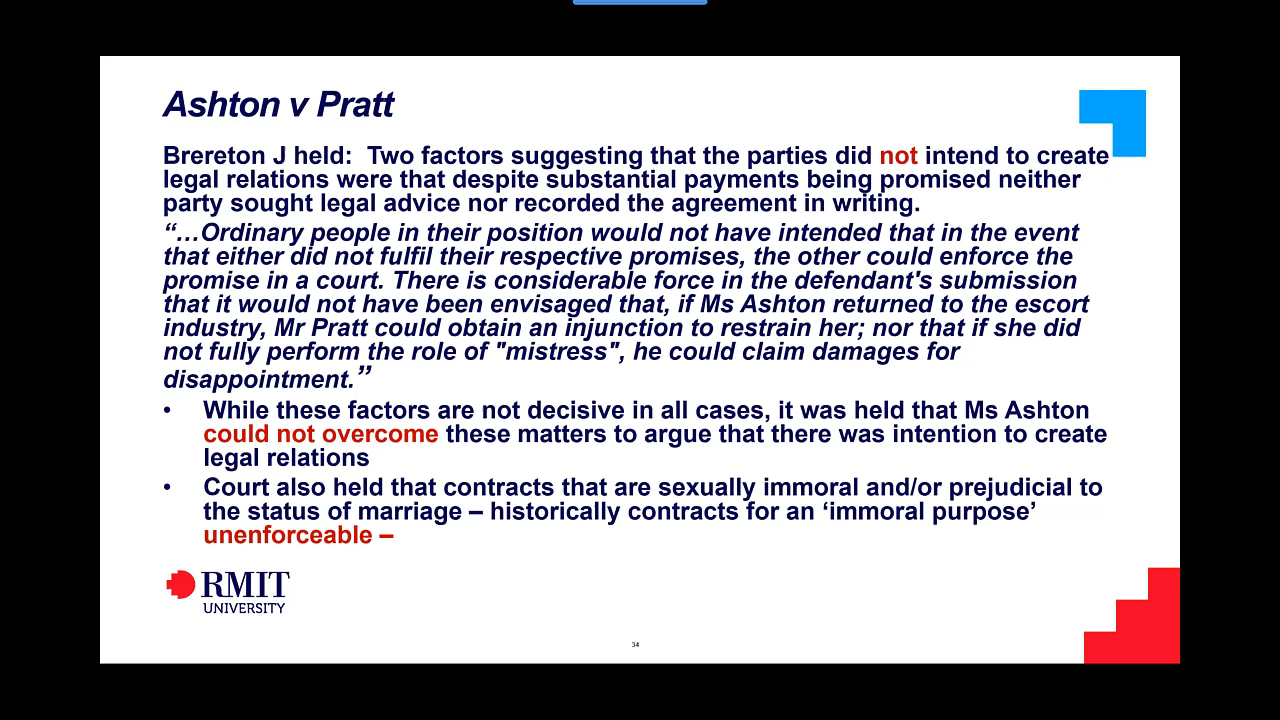 Ashton v Pratt
Brereton J held:  Two factors suggesting that the parties did not intend to create
legal relations were that despite substantial payments being promised neither
party sought legal advice nor recorded the agreement in writing.
“…Ordinary people in their position would not have intended that in the event
that either did not fulfil their respective promises, the other could enforce the
promise in a court. There is considerable force in the defendant's submission
that it would not have been envisaged that, if Ms Ashton returned to the escort
industry, Mr Pratt could obtain an injunction to restrain her; nor that if she did
not fully perform the role of "mistress", he could claim damages for
disappointment.”
• While these factors are not decisive in all cases, it was held that Ms Ashton
could not overcome these matters to argue that there was intention to create
legal relations
• Court also held that contracts that are sexually immoral and/or prejudicial to
the status of marriage – historically contracts for an ‘immoral purpose’
unenforceable –
RMIT
UNIVERSITY
34